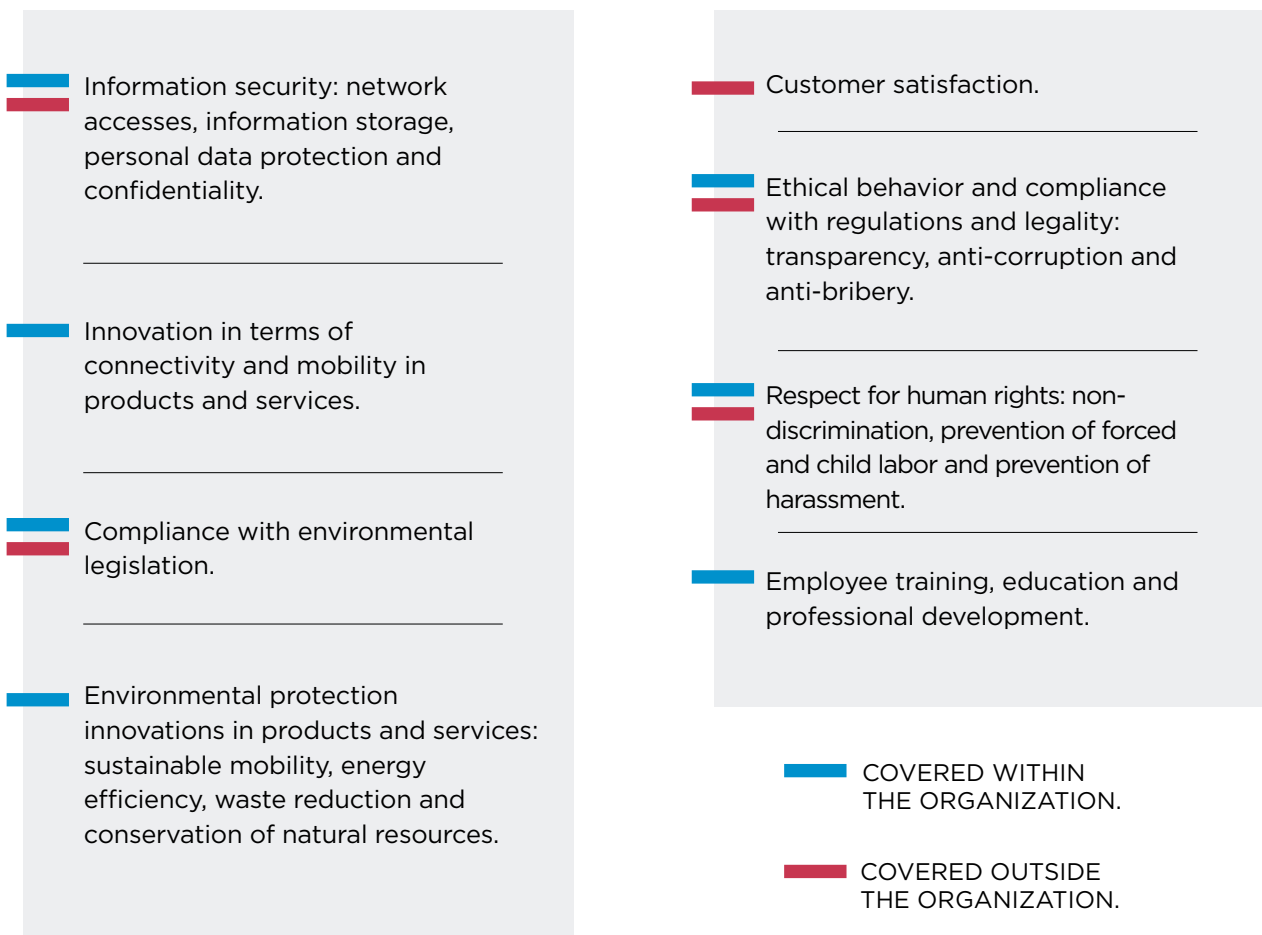 Information security: network
accesses, information storage,
personal data protection and
confidentiality.
Innovation in terms of
connectivity and mobility in
products and services.
Compliance with environmental
legislation.
Environmental protection
innovations in products and services:
sustainable mobility, energy
efficiency, waste reduction and
conservation of natural resources.
Customer satisfaction.
Ethical behavior and compliance
with regulations and legality:
transparency, anti-corruption and
anti-bribery.
Respect for human rights: non-
discrimination, prevention of forced
and child labor and prevention of
harassment.
Employee training, education and
professional development.
COVERED WITHIN
THE ORGANIZATION.
COVERED OUTSIDE
THE ORGANIZATION.